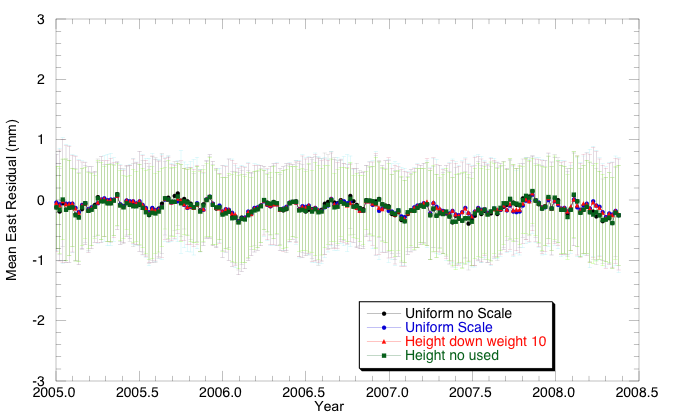 3
2
1
0
-1
-2
-3
Mean East Residual (mm)
Uniform no Scale
Uniform Scale
Height down weight 10
Height no used
2005.0 2005.5 2006.0 2006.5 2007.0 2007.5 2008.0 2008.5
Year